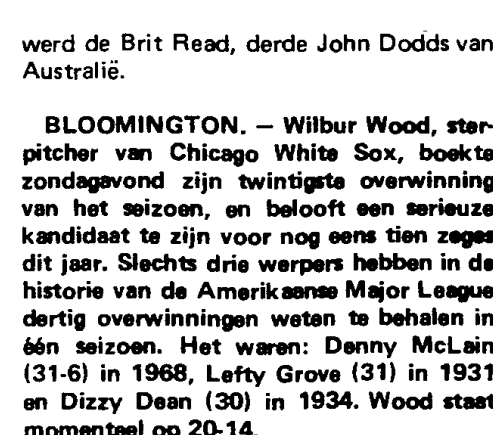 werd de Brit Read, derde John Dodds van
Australië.
BLOOMINGTON. — Wilbur Wood, ster-
pitcher van Chicago White Sox, boekte
zondagavond zijn twintigste overwinning
van het seizoen, en belooft een serieuze
kandidaat te zijn voor nog eens tien zeges
dit jaar. Slechts drie werpers hebben in de
historie van de Amerikaanse Major League
dertig overwinningen weten te behalen in
één seizoen. Het waren: Denny McLain
(31-6) in 1968, Lefty Grove (31) in 1931
en Dizzy Dean (30) in 1934. Wood staat
momenteel op 20-14.